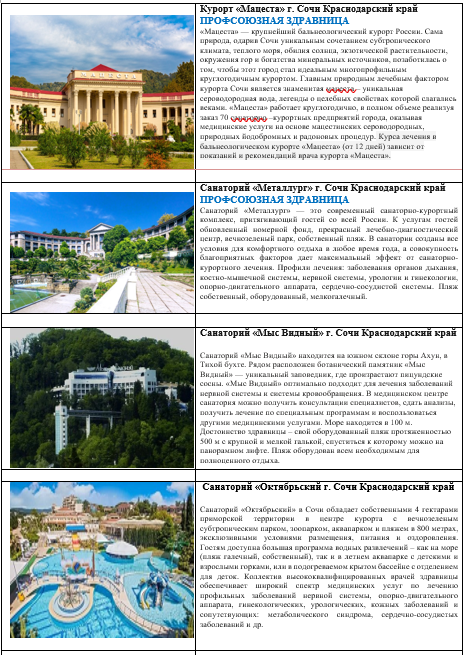 Курорт «Мацеста» г. Сочи Краснодарский край
ПРОФСОЮЗНАЯ ЗДРАВНИЦА
«Мацеста» — крупнейший бальнеологический курорт России. Сама
природа, одарив Сочи уникальным сочетанием субтропического
климата, теплого моря, обилия солнца, экзотической растительности,
окружения гор и богатства минеральных источников, позаботилась о
том, чтобы этот город стал идеальным многопрофильным
круглогодичным курортом. Главным природным лечебным фактором
курорта Сочи является знаменитая мацеста – уникальная
сероводородная вода, легенды о целебных свойствах которой слагались
веками. «Мацеста» работает круглогодично, в полном объеме реализуя
заказ 70 санаторно –курортных предприятий города, оказывая
медицинские услуги на основе мацестинских сероводородных,
природных йодобромных и радоновых процедур. Курса лечения в
бальнеологическом курорте «Мацеста» (от 12 дней) зависит от
показаний и рекомендаций врача курорта «Мацеста».
Санаторий «Металлург» г. Сочи Краснодарский край
ПРОФСОЮЗНАЯ ЗДРАВНИЦА
Санаторий «Металлург» — это современный санаторно-курортный
комплекс, притягивающий гостей со всей России. К услугам гостей
обновленный номерной фонд, прекрасный лечебно-диагностический
центр, вечнозеленый парк, собственный пляж. В санатории созданы все
условия для комфортного отдыха в любое время года, а совокупность
благоприятных факторов дает максимальный эффект от санаторно-
курортного лечения. Профили лечения: заболевания органов дыхания,
костно-мышечной системы, нервной системы, урологии и гинекологии,
опорно-двигательного аппарата, сердечно-сосудистой системы. Пляж
собственный, оборудованный, мелкогалечный.
Санаторий «Мыс Видный» г. Сочи Краснодарский край
Санаторий «Мыс Видный» находится на южном склоне горы Ахун, в
Тихой бухте. Рядом расположен ботанический памятник «Мыс
Видный» — уникальный заповедник, где произрастают пицундские
сосны. «Мыс Видный» оптимально подходит для лечения заболеваний
нервной системы и системы кровообращения. В медицинском центре
санатория можно получить консультации специалистов, сдать анализы,
получить лечение по специальным программам и воспользоваться
другими медицинскими услугами. Море находится в 100 м.
Достоинство здравницы – свой оборудованный пляж протяженностью
500 м с крупной и мелкой галькой, спуститься к которому можно на
панорамном лифте. Пляж оборудован всем необходимым для
полноценного отдыха.
Санаторий «Октябрьский г. Сочи Краснодарский край
Санаторий «Октябрьский» в Сочи обладает собственными 4 гектарами
приморской территории в центре курорта с вечнозеленым
субтропическим парком, зоопарком, аквапарком и пляжем в 800 метрах,
эксклюзивными условиями размещения, питания и оздоровления.
Гостям доступна большая программа водных развлечений – как на море
(пляж галечный, собственный), так и в летнем аквапарке с детскими и
взрослыми горками, или в подогреваемом крытом бассейне с отделением
для деток. Коллектив высококвалифицированных врачей здравницы
обеспечивает широкий спектр медицинских услуг по лечению
профильных заболеваний нервной системы, опорно-двигательного
аппарата, гинекологических, урологических, кожных заболеваний и
сопутствующих: метаболического синдрома, сердечно-сосудистых
заболеваний и др.